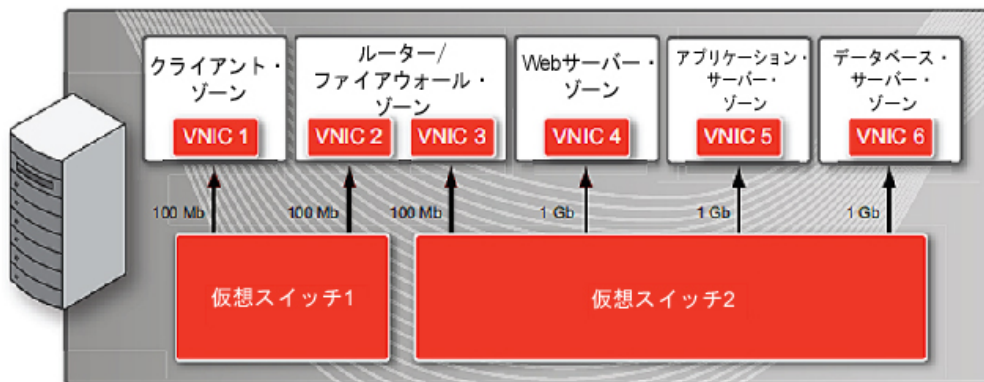 クライアント・
ゾーン
VNIC 1
ルーター/
ファイアウォール・
ゾーン
VNIC 2
VNIC 3
Webサーバー・
ゾーン
VNIC 4
アプリケーション・
サーバー・
ゾーン
VNIC 5
データベース・
サーバー・
ゾーン
VNIC 6
100 Mb
100 Mb
100 Mb
1 Gb
1 Gb
1 Gb
仮想スイッチ1
仮想スイッチ2